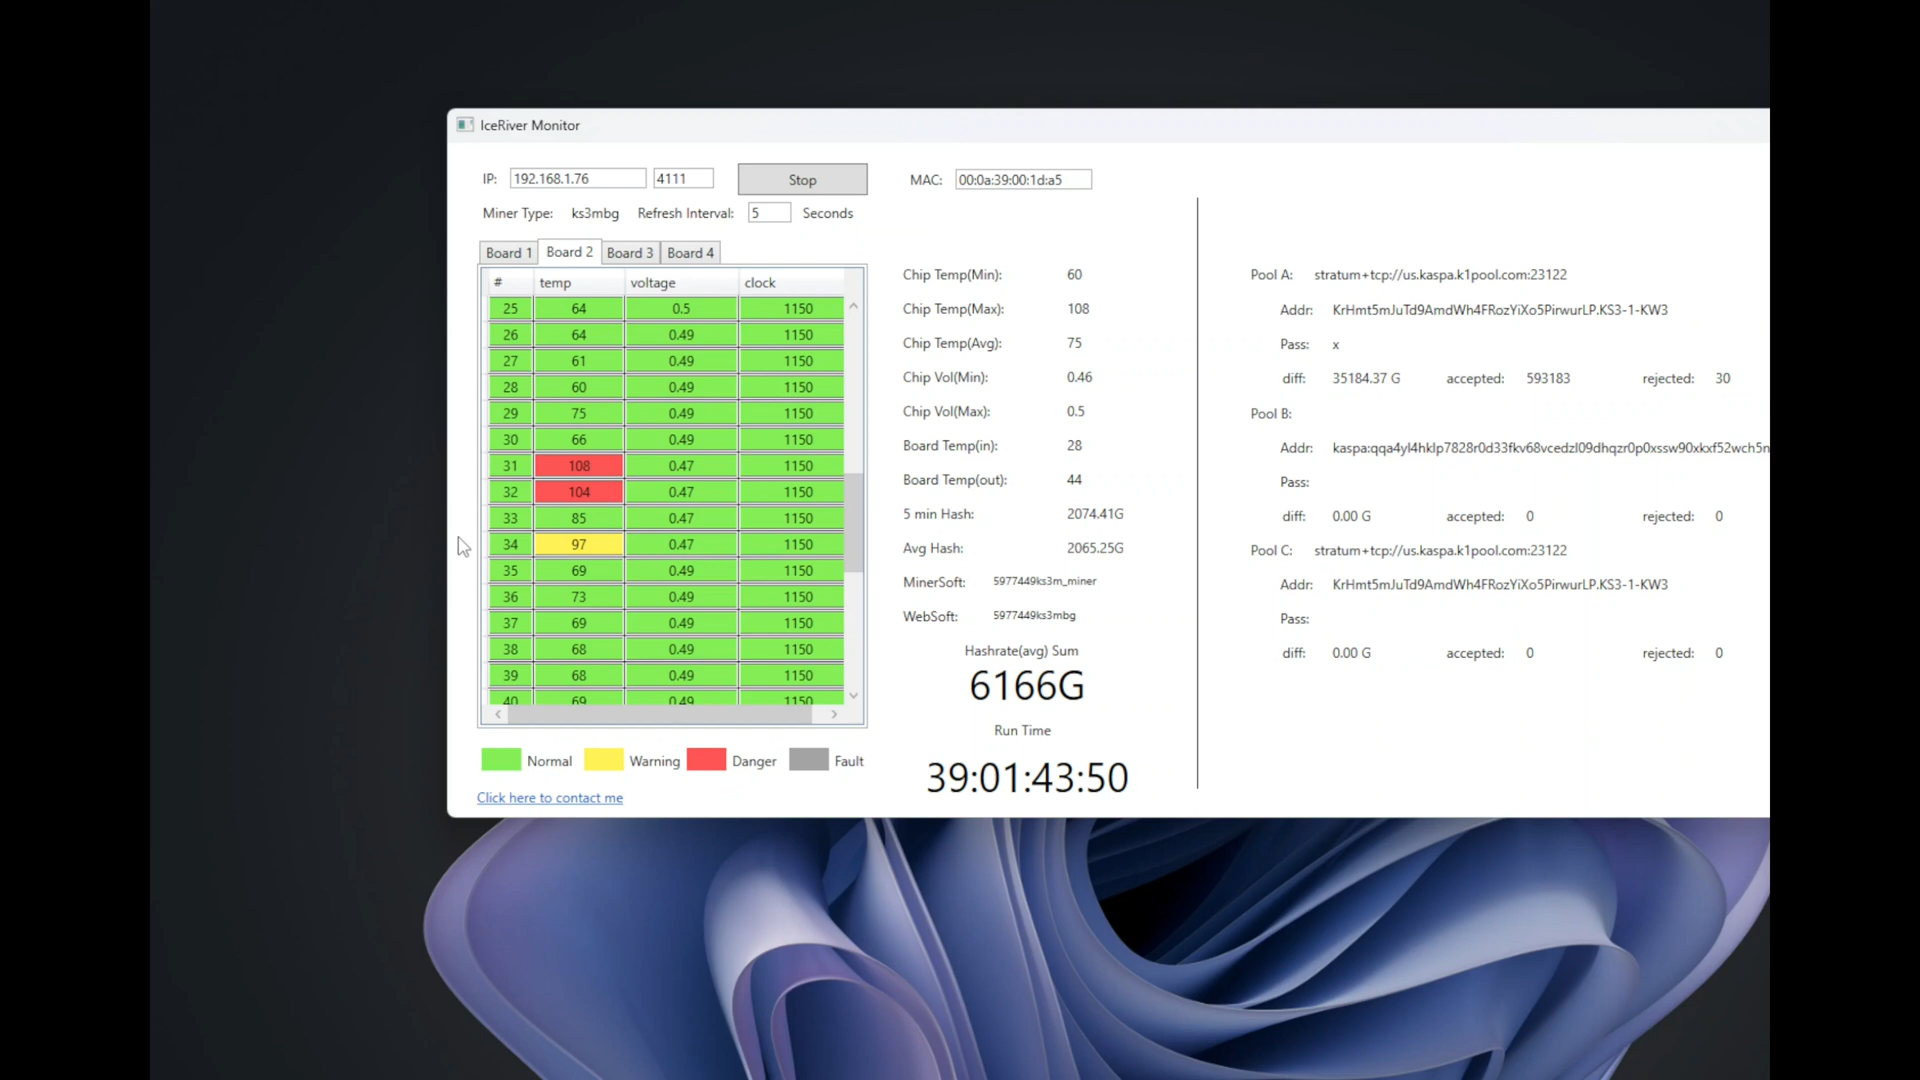 IceRiver Monitor
IP: 192.168.1.76 4111 Stop MAC: 00:0a:39:00:1d:a5
Miner Type: ks3mbg Refresh Interval: 5 Seconds
Board 1 Board 2 Board 3 Board 4
# temp voltage clock
25 64 0.5 1150
26 64 0.49 1150
27 61 0.49 1150
28 60 0.49 1150
29 75 0.49 1150
30 66 0.49 1150
31 108 0.47 1150
32 104 0.47 1150
33 85 0.47 1150
34 97 0.47 1150
35 69 0.49 1150
36 73 0.49 1150
37 69 0.49 1150
38 68 0.49 1150
39 68 0.49 1150
40 69 0.49 1150
Normal Warning Danger Fault
Click here to contact me
Chip Temp(Min): 60
Chip Temp(Max): 108
Chip Temp(Avg): 75
Chip Vol(Min): 0.46
Chip Vol(Max): 0.5
Board Temp(in): 28
Board Temp(out): 44
5 min Hash: 2074.41G
Avg Hash: 2065.25G
MinerSoft: 5977449ks3m_miner
WebSoft: 5977449ks3mbg
Hashrate(avg) Sum
6166G
Run Time
39:01:43:50
Pool A: stratum+tcp://us.kaspa.k1pool.com:23122
Addr: KrHmt5mJuTd9AmdWh4FRozYiXo5PirwurLP.KS3-1-KW3
Pass: x
diff: 35184.37 G accepted: 593183 rejected: 30
Pool B:
Addr: kaspa:qqa4yl4hklp7828r0d33fkv68vcedzl09dhqzr0p0xssw90xkxf52wch5n
Pass:
diff: 0.00 G accepted: 0 rejected: 0
Pool C: stratum+tcp://us.kaspa.k1pool.com:23122
Addr: KrHmt5mJuTd9AmdWh4FRozYiXo5PirwurLP.KS3-1-KW3
Pass:
diff: 0.00 G accepted: 0 rejected: 0